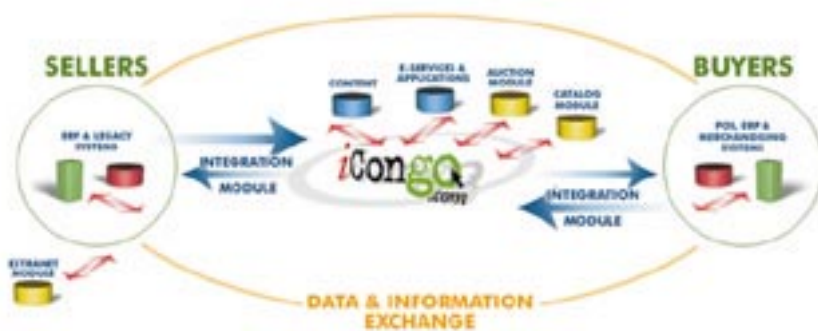 SELLERS
BUYERS
CONTENT
E-SERVICES &
APPLICATIONS
AUCTION
MODULE
CATALOG
MODULE
ERP & LEGACY
SYSTEMS
POS, ERP &
MERCHANDISING
SYSTEMS
INTEGRATION
MODULE
iCongo
.com
INTEGRATION
MODULE
EXTRANET
MODULE
DATA & INFORMATION
EXCHANGE